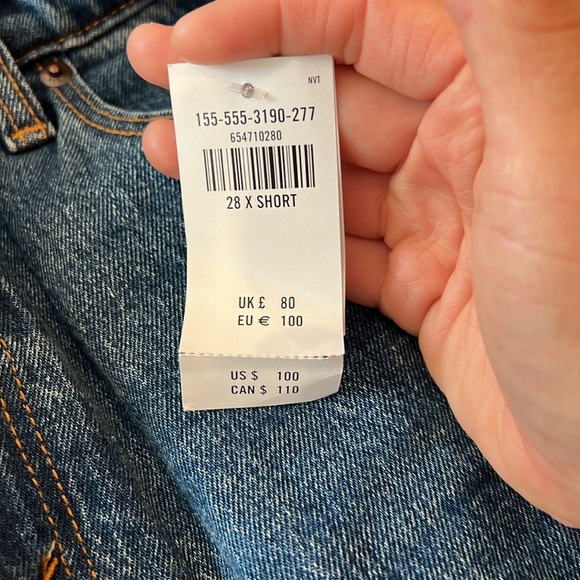 NVT
155-555-3190-277
654710280
28 X SHORT
UK £ 80
EU € 100
US $ 100
CAN $ 110